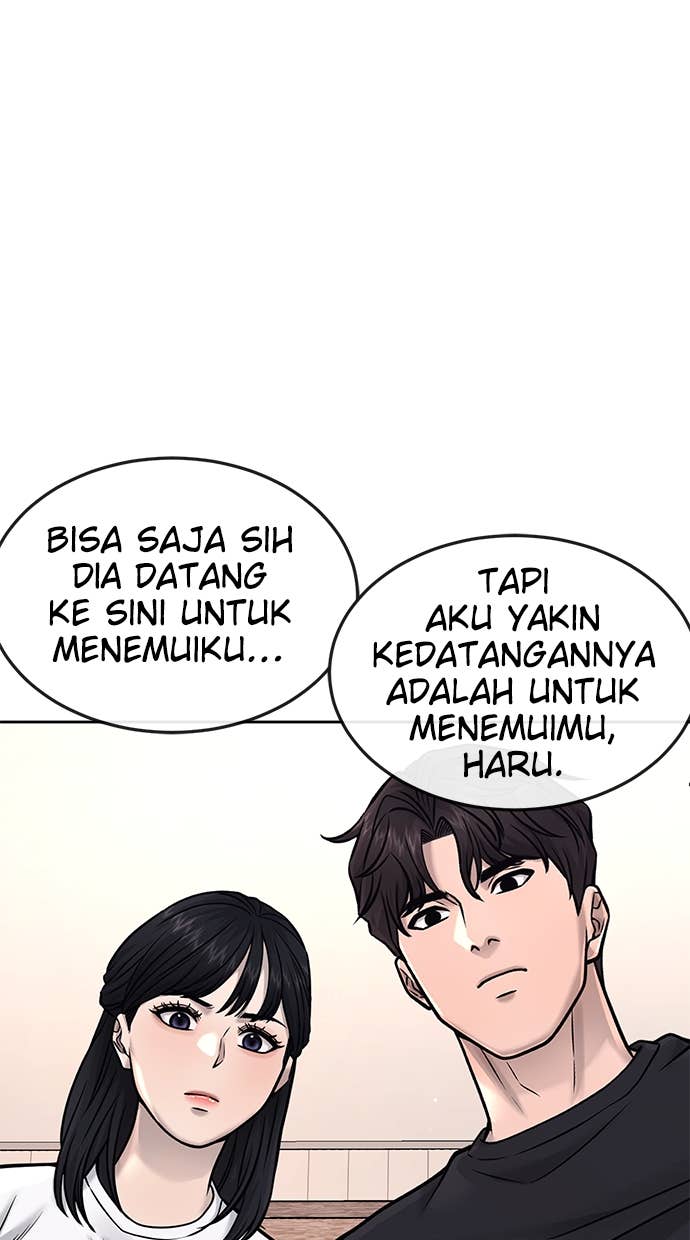 BISA SAJA SIH
DIA DATANG
KE SINI UNTUK
MENEMUIKU...
TAPI
AKU YAKIN
KEDATANGANNYA
ADALAH UNTUK
MENEMUIMU,
HARU.